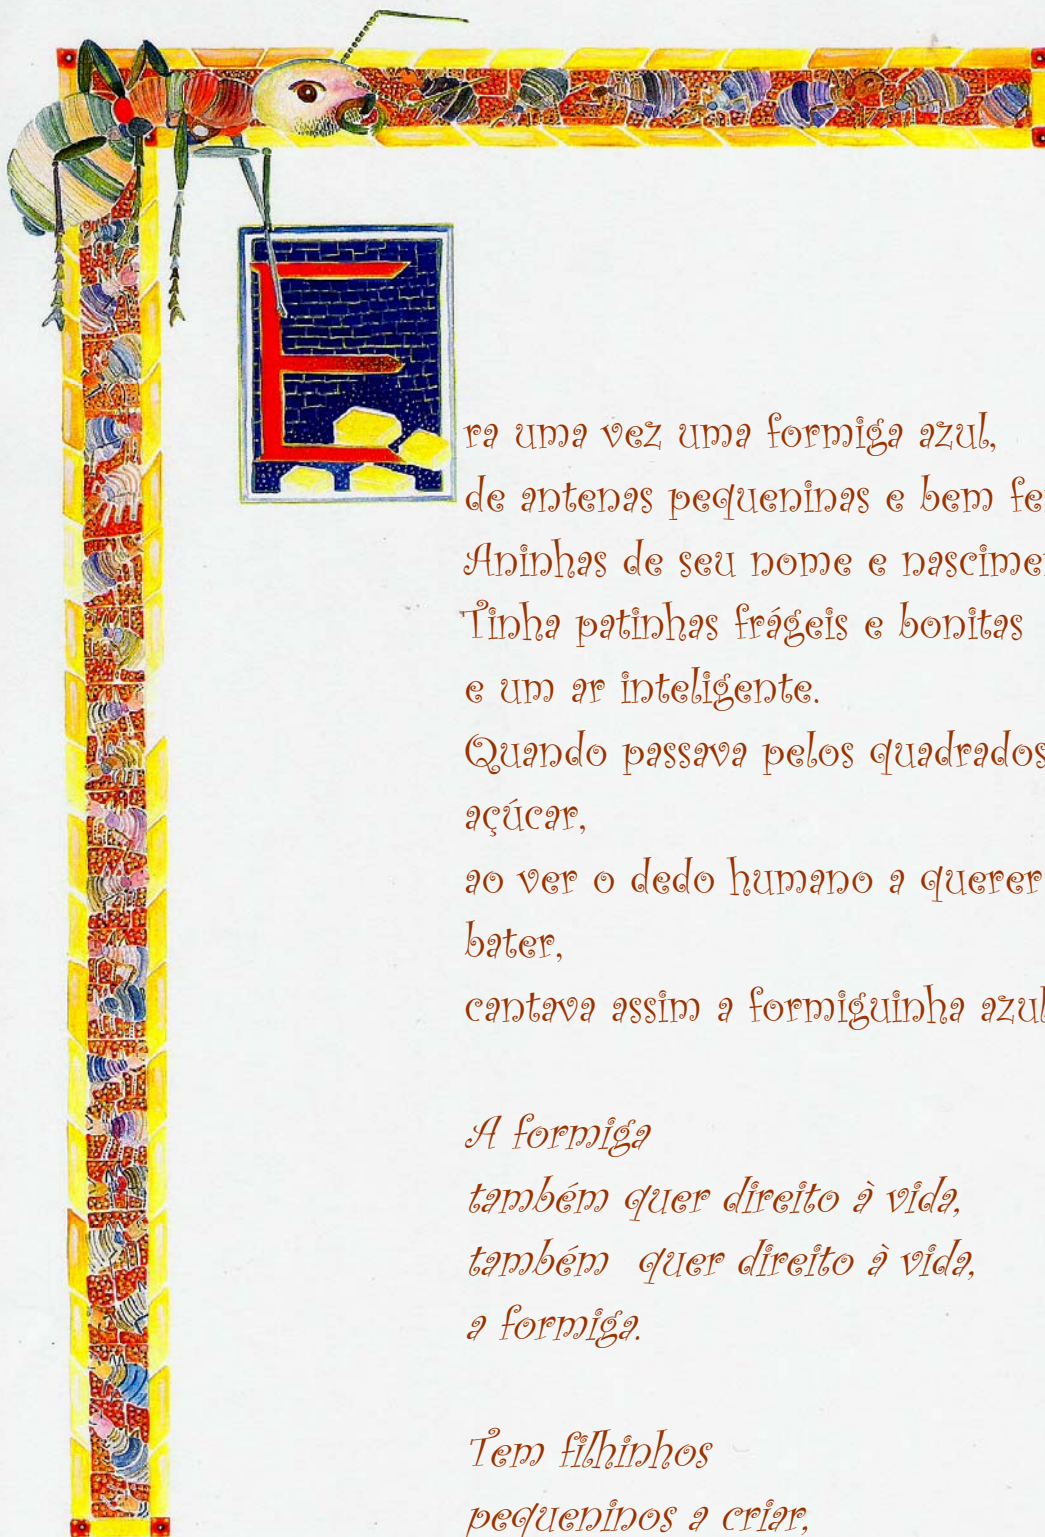 Era uma vez uma formiga azul,
de antenas pequeninas e bem
Aninhas de seu nome e
Tinha patinhas frágeis e bonitas
e um ar inteligente.
Quando passava pelos quadrados
açúcar,
ao ver o dedo humano a querer
bater,
cantava assim a formiguinha azul
A formiga
também quer direito à vida,
também quer direito à vida,
a formiga.
Tem filhinhos
pequeninos a criar,